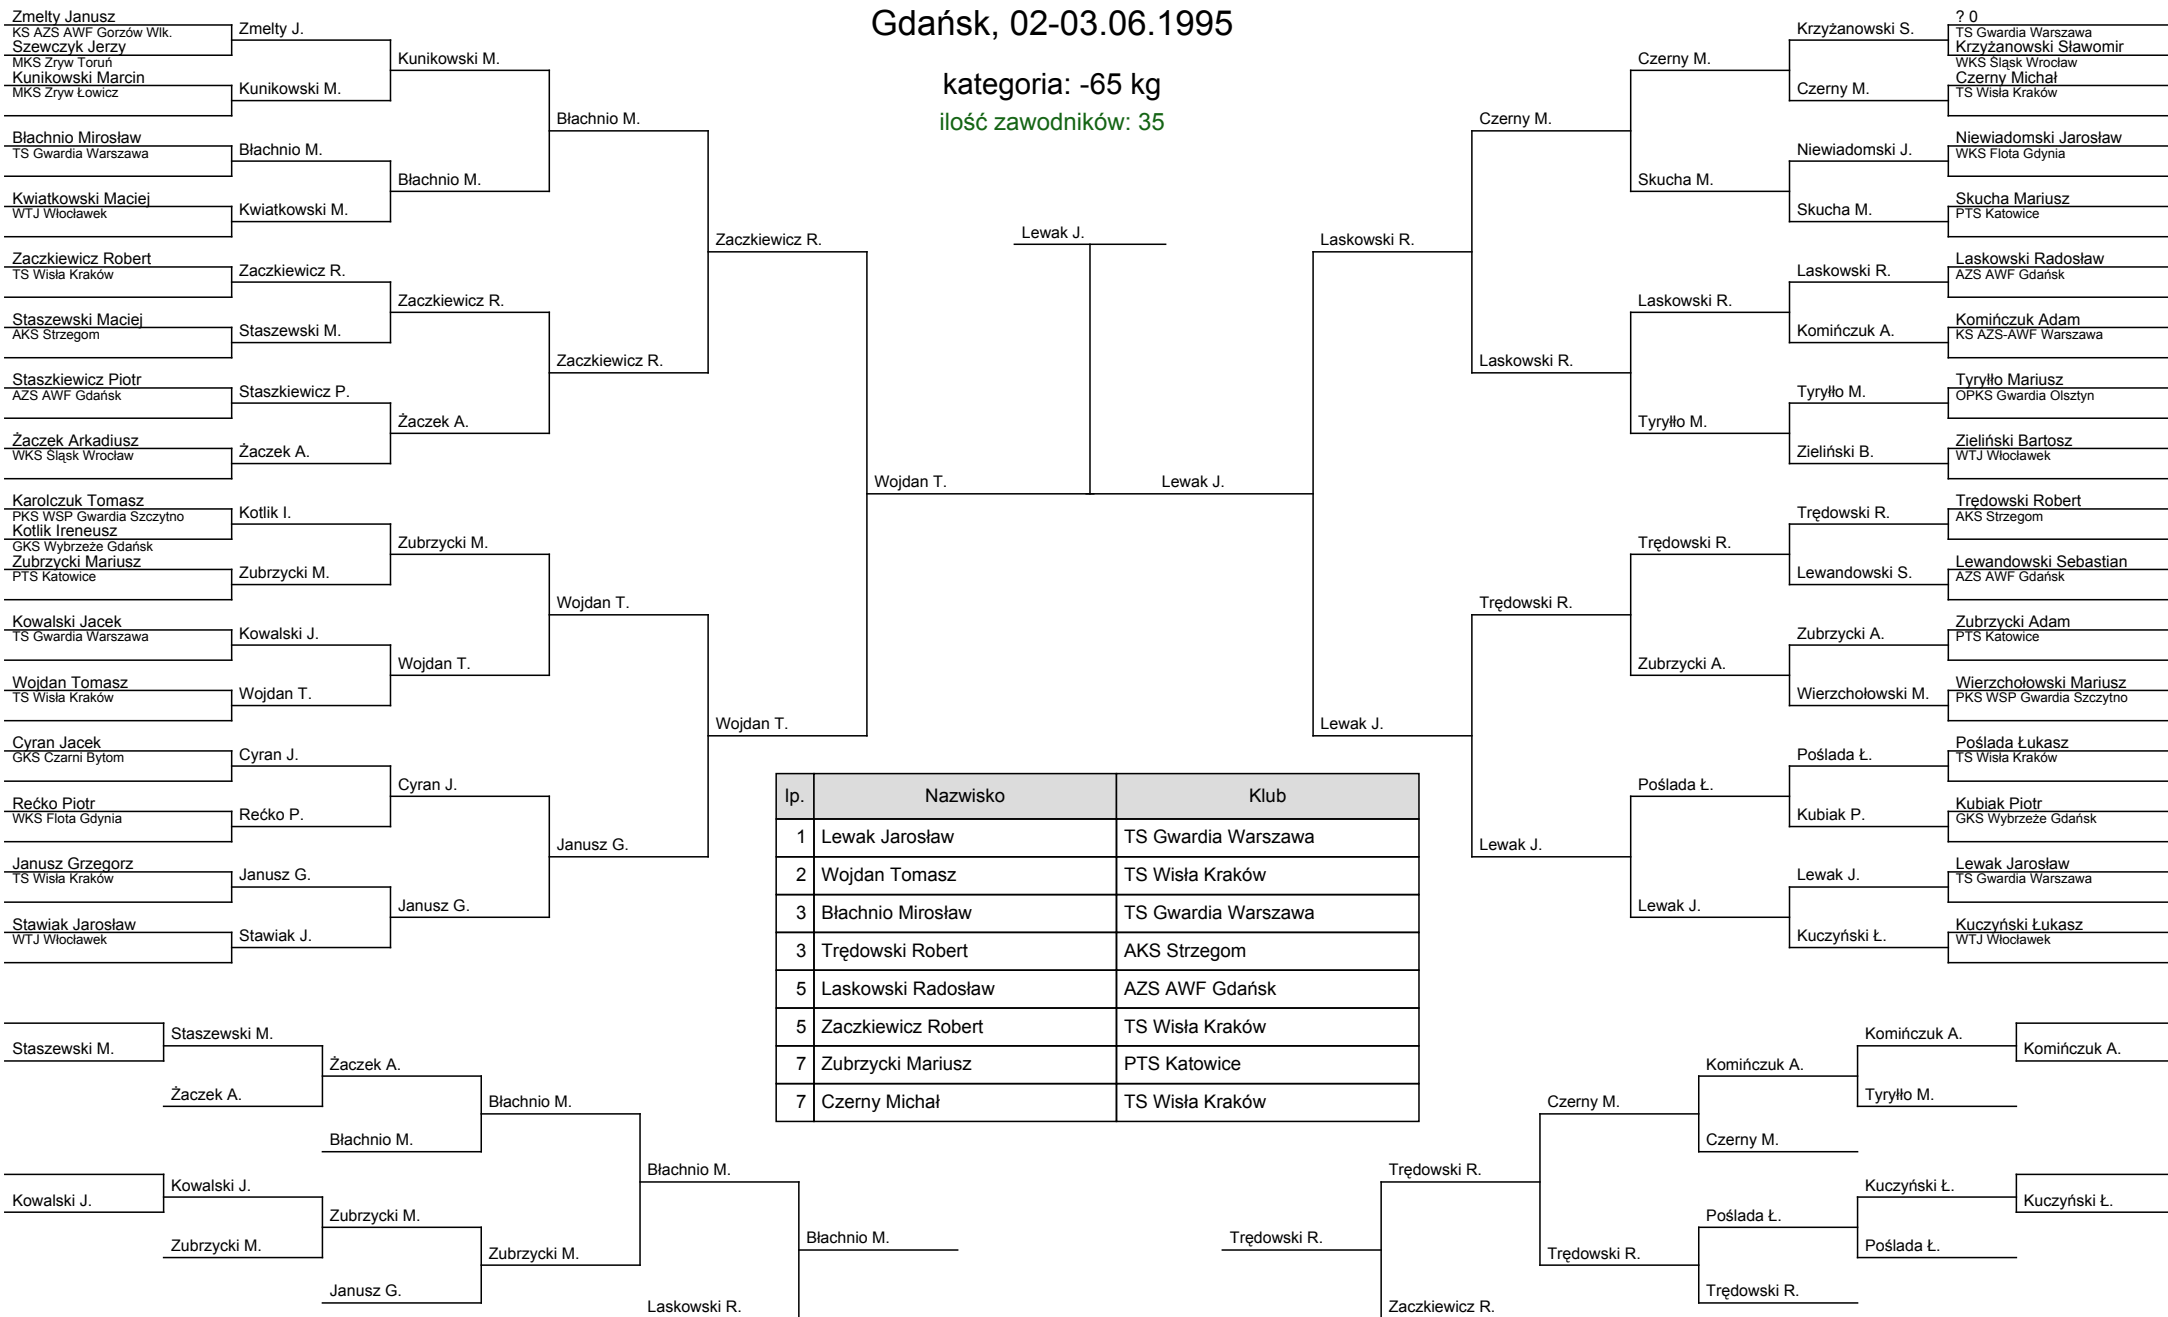 Gdańsk, 02-03.06.1995
kategoria: -65 kg
ilość zawodników: 35
Zmelty Janusz
KS AZS AWF Gorzów Wlk.
Szewczyk Jerzy
MKS Zryw Toruń
Kunikowski Marcin
MKS Zryw Łowicz
Błachnio Mirosław
TS Gwardia Warszawa
Kwiatkowski Maciej
WTJ Włocławek
Zaczkiewicz Robert
TS Wisła Kraków
Staszewski Maciej
AKS Strzegom
Staszkiewicz Piotr
AZS AWF Gdańsk
Żaczek Arkadiusz
WKS Śląsk Wrocław
Karolczuk Tomasz
PKS WSP Gwardia Szczytno
Kotlik Ireneusz
GKS Wybrzeże Gdańsk
Zubrzycki Mariusz
PTS Katowice
Kowalski Jacek
TS Gwardia Warszawa
Wojdan Tomasz
TS Wisła Kraków
Cyran Jacek
GKS Czarni Bytom
Rećko Piotr
WKS Flota Gdynia
Janusz Grzegorz
TS Wisła Kraków
Stawiak Jarosław
WTJ Włocławek
Zmelty J.
Kunikowski M.
Błachnio M.
Kwiatkowski M.
Zaczkiewicz R.
Staszewski M.
Staszkiewicz P.
Żaczek A.
Kotlik I.
Zubrzycki M.
Kowalski J.
Wojdan T.
Cyran J.
Rećko P.
Janusz G.
Stawiak J.
Kunikowski M.
Błachnio M.
Zaczkiewicz R.
Żaczek A.
Zubrzycki M.
Wojdan T.
Cyran J.
Janusz G.
Błachnio M.
Zaczkiewicz R.
Wojdan T.
Janusz G.
Zaczkiewicz R.
Wojdan T.
Wojdan T.
Lewak J.
Lewak J.
Laskowski R.
Lewak J.
Czerny M.
Laskowski R.
Trędowski R.
Lewak J.
Czerny M.
Skucha M.
Laskowski R.
Tyryłło M.
Trędowski R.
Zubrzycki A.
Poślada Ł.
Lewak J.
Krzyżanowski S.
Czerny M.
Niewiadomski J.
Skucha M.
Laskowski R.
Komińczuk A.
Tyryłło M.
Zieliński B.
Trędowski R.
Lewandowski S.
Zubrzycki A.
Wierzchołowski M.
Poślada Ł.
Kubiak P.
Lewak J.
Kuczyński Ł.
? 0
TS Gwardia Warszawa
Krzyżanowski Sławomir
WKS Śląsk Wrocław
Czerny Michał
TS Wisła Kraków
Niewiadomski Jarosław
WKS Flota Gdynia
Skucha Mariusz
PTS Katowice
Laskowski Radosław
AZS AWF Gdańsk
Komińczuk Adam
KS AZS-AWF Warszawa
Tyryłło Mariusz
OPKS Gwardia Olsztyn
Zieliński Bartosz
WTJ Włocławek
Trędowski Robert
AKS Strzegom
Lewandowski Sebastian
AZS AWF Gdańsk
Zubrzycki Adam
PTS Katowice
Wierzchołowski Mariusz
PKS WSP Gwardia Szczytno
Poślada Łukasz
TS Wisła Kraków
Kubiak Piotr
GKS Wybrzeże Gdańsk
Lewak Jarosław
TS Gwardia Warszawa
Kuczyński Łukasz
WTJ Włocławek
lp. Nazwisko Klub
1 Lewak Jarosław TS Gwardia Warszawa
2 Wojdan Tomasz TS Wisła Kraków
3 Błachnio Mirosław TS Gwardia Warszawa
3 Trędowski Robert AKS Strzegom
5 Laskowski Radosław AZS AWF Gdańsk
5 Zaczkiewicz Robert TS Wisła Kraków
7 Zubrzycki Mariusz PTS Katowice
7 Czerny Michał TS Wisła Kraków
Staszewski M.
Kowalski J.
Staszewski M.
Żaczek A.
Kowalski J.
Zubrzycki M.
Żaczek A.
Błachnio M.
Zubrzycki M.
Janusz G.
Błachnio M.
Zubrzycki M.
Błachnio M.
Laskowski R.
Błachnio M.
Trędowski R.
Trędowski R.
Zaczkiewicz R.
Czerny M.
Trędowski R.
Komińczuk A.
Czerny M.
Poślada Ł.
Trędowski R.
Komińczuk A.
Tyryłło M.
Kuczyński Ł.
Poślada Ł.
Komińczuk A.
Kuczyński Ł.